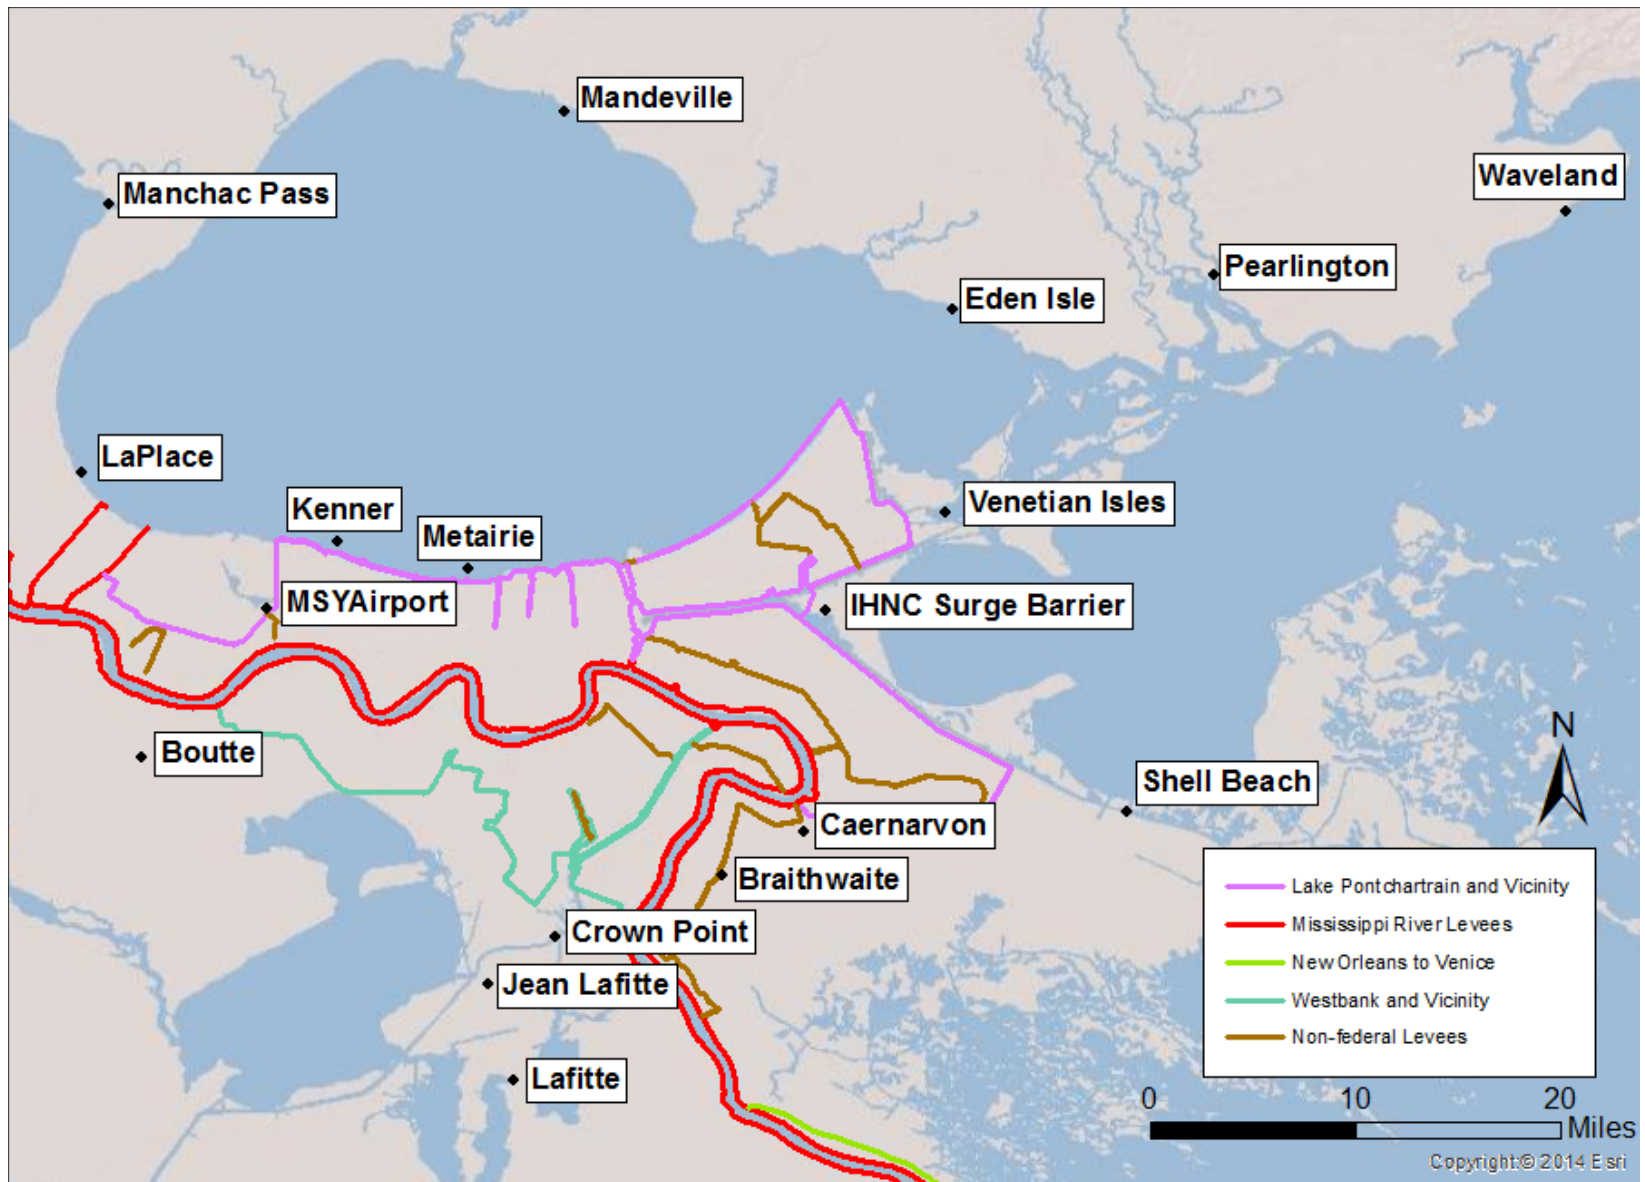 Mandeville
Waveland
Manchac Pass
Pearlington
Eden Isle
LaPlace
Venetian Isles
Kenner
Metairie
MSYAirport
IHNC Surge Barrier
N
Boutte
Shell Beach
Caernarvon
Braithwaite
Lake Pontchartrain and Vicinity
Mississippi River Levees
Crown Point
New Orleans to Venice
Jean Lafitte
Westbank and Vicinity
Non-federal Levees
Lafitte
0 10 20
Miles
Copyright:© 2014 Esri